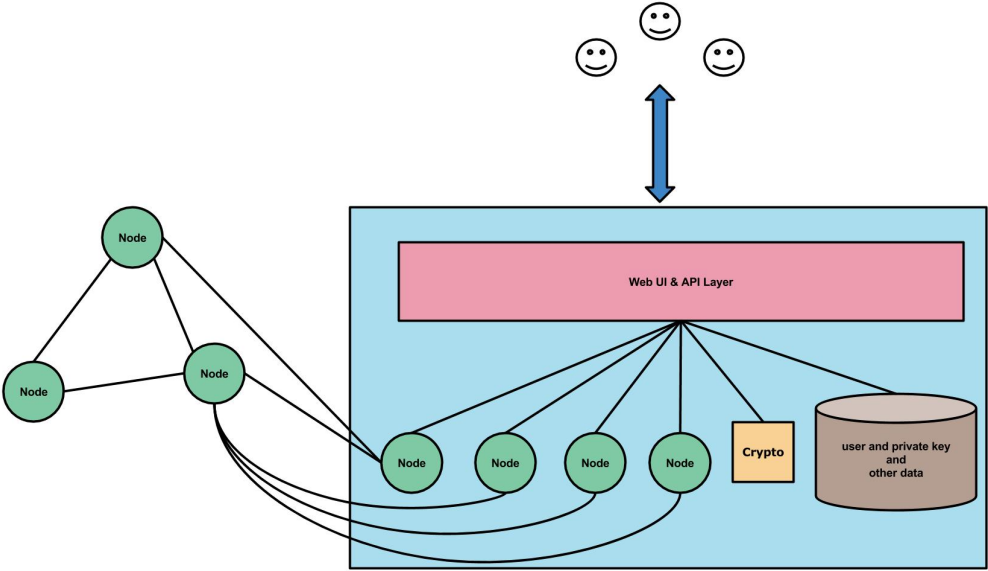 Node
Web UI & API Layer
Node
Node
Node
Node
Node
Node
Crypto
user and private key
and
other data